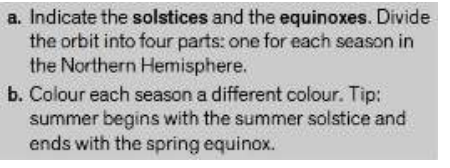 a. Indicate the solstices and the equinoxes. Divide
the orbit into four parts: one for each season in
the Northern Hemisphere.
b. Colour each season a different colour. Tip:
summer begins with the summer solstice and
ends with the spring equinox.